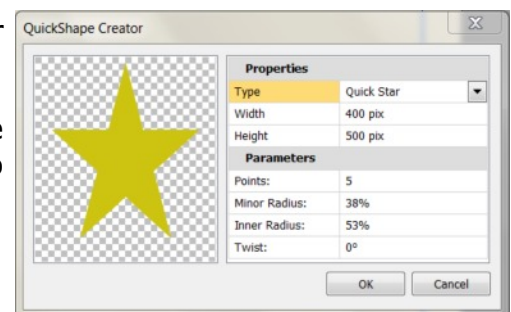 QuickShape Creator
Properties
Type Quick Star
Width 400 pix
Height 500 pix
Parameters
Points: 5
Minor Radius: 38%
Inner Radius: 53%
Twist: 0º
OK Cancel